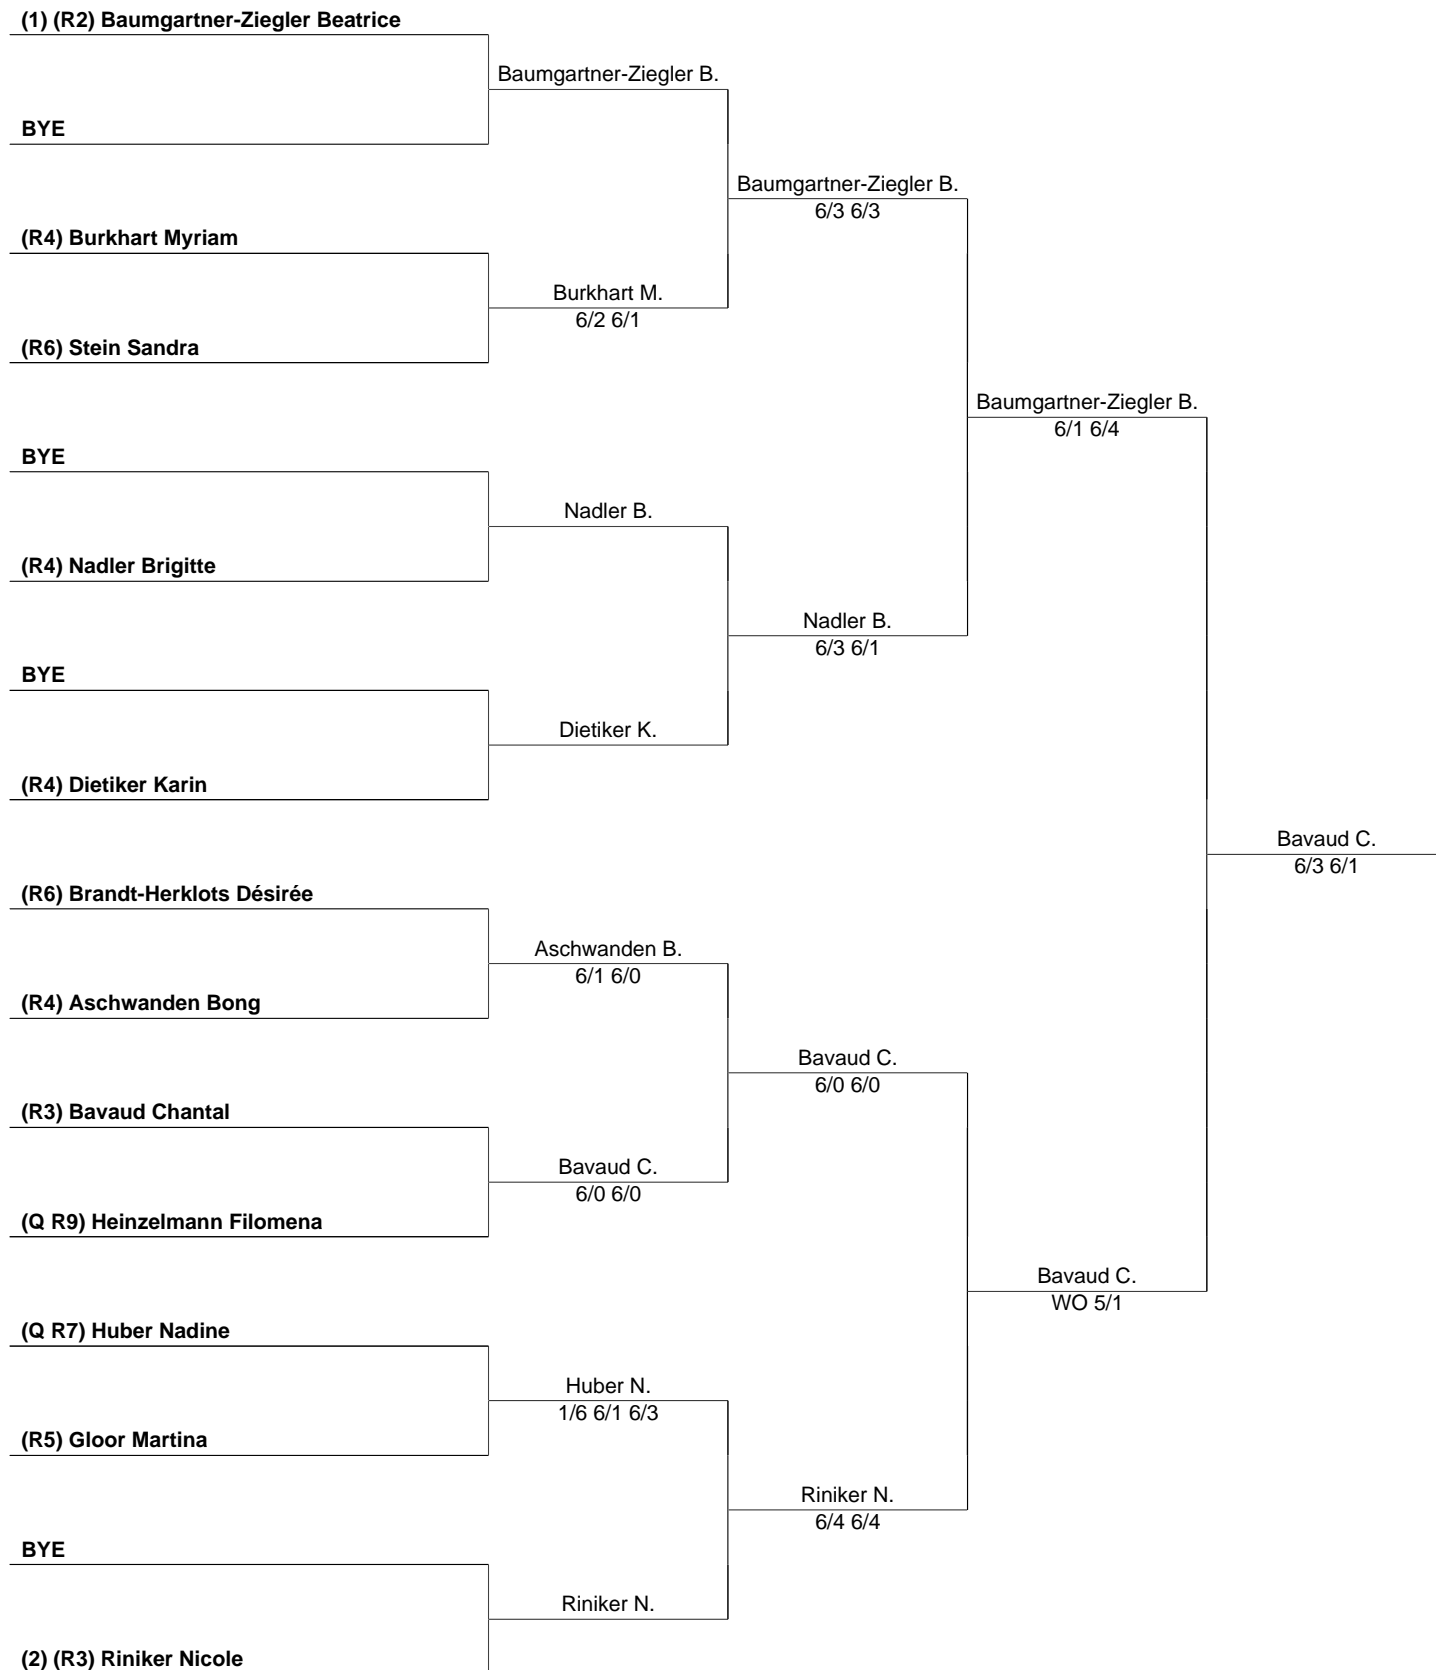 (1) (R2) Baumgartner-Ziegler Beatrice
Baumgartner-Ziegler B.
BYE
Baumgartner-Ziegler B.
6/3 6/3
(R4) Burkhart Myriam
Burkhart M.
6/2 6/1
(R6) Stein Sandra
Baumgartner-Ziegler B.
6/1 6/4
BYE
Nadler B.
(R4) Nadler Brigitte
Nadler B.
6/3 6/1
BYE
Dietiker K.
(R4) Dietiker Karin
Bavaud C.
6/3 6/1
(R6) Brandt-Herklots Désirée
Aschwanden B.
6/1 6/0
(R4) Aschwanden Bong
Bavaud C.
6/0 6/0
(R3) Bavaud Chantal
Bavaud C.
6/0 6/0
(Q R9) Heinzelmann Filomena
Bavaud C.
WO 5/1
(Q R7) Huber Nadine
Huber N.
1/6 6/1 6/3
(R5) Gloor Martina
Riniker N.
6/4 6/4
BYE
Riniker N.
(2) (R3) Riniker Nicole